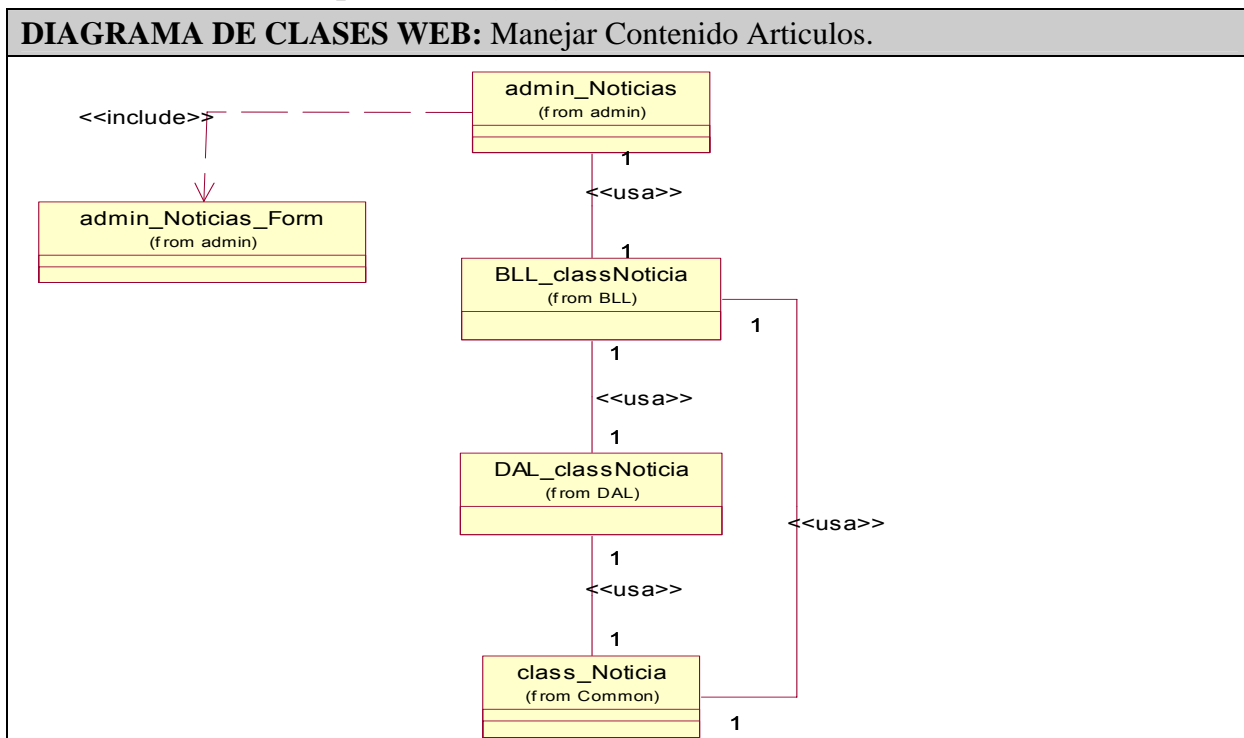 DIAGRAMA DE CLASES WEB: Manejar Contenido Articulos.
admin_Noticias
(from admin)
<<include>>
1
<<usa>>
admin_Noticias_Form
(from admin)
1
BLL_classNoticia
(from BLL)
1
1
<<usa>>
1
DAL_classNoticia
(from DAL)
<<usa>>
1
<<usa>>
1
class_Noticia
(from Common)
1